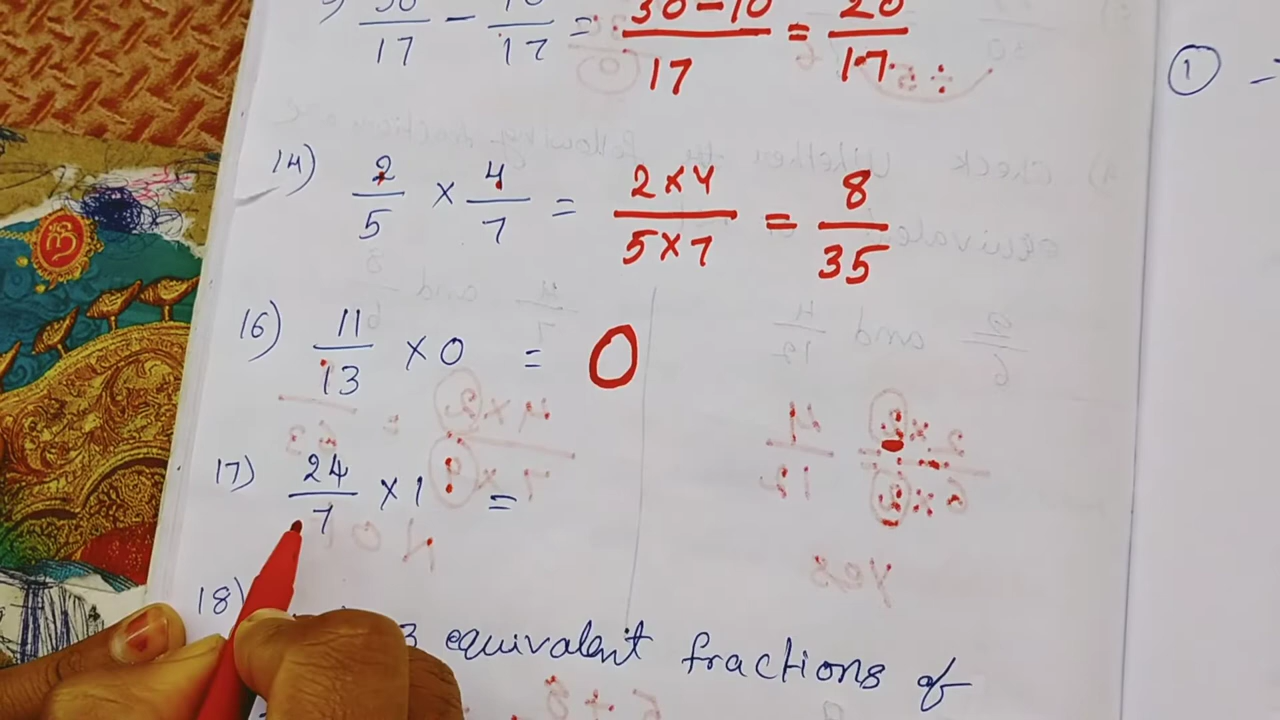 30/17 - 10/17 = 30-10/17 = 20/17
14) 2/5 × 4/7 = 2×4/5×7 = 8/35
16) 11/13 × 0 = 0
17) 24/7 × 1 =
18) 3 equivalent fractions of
1